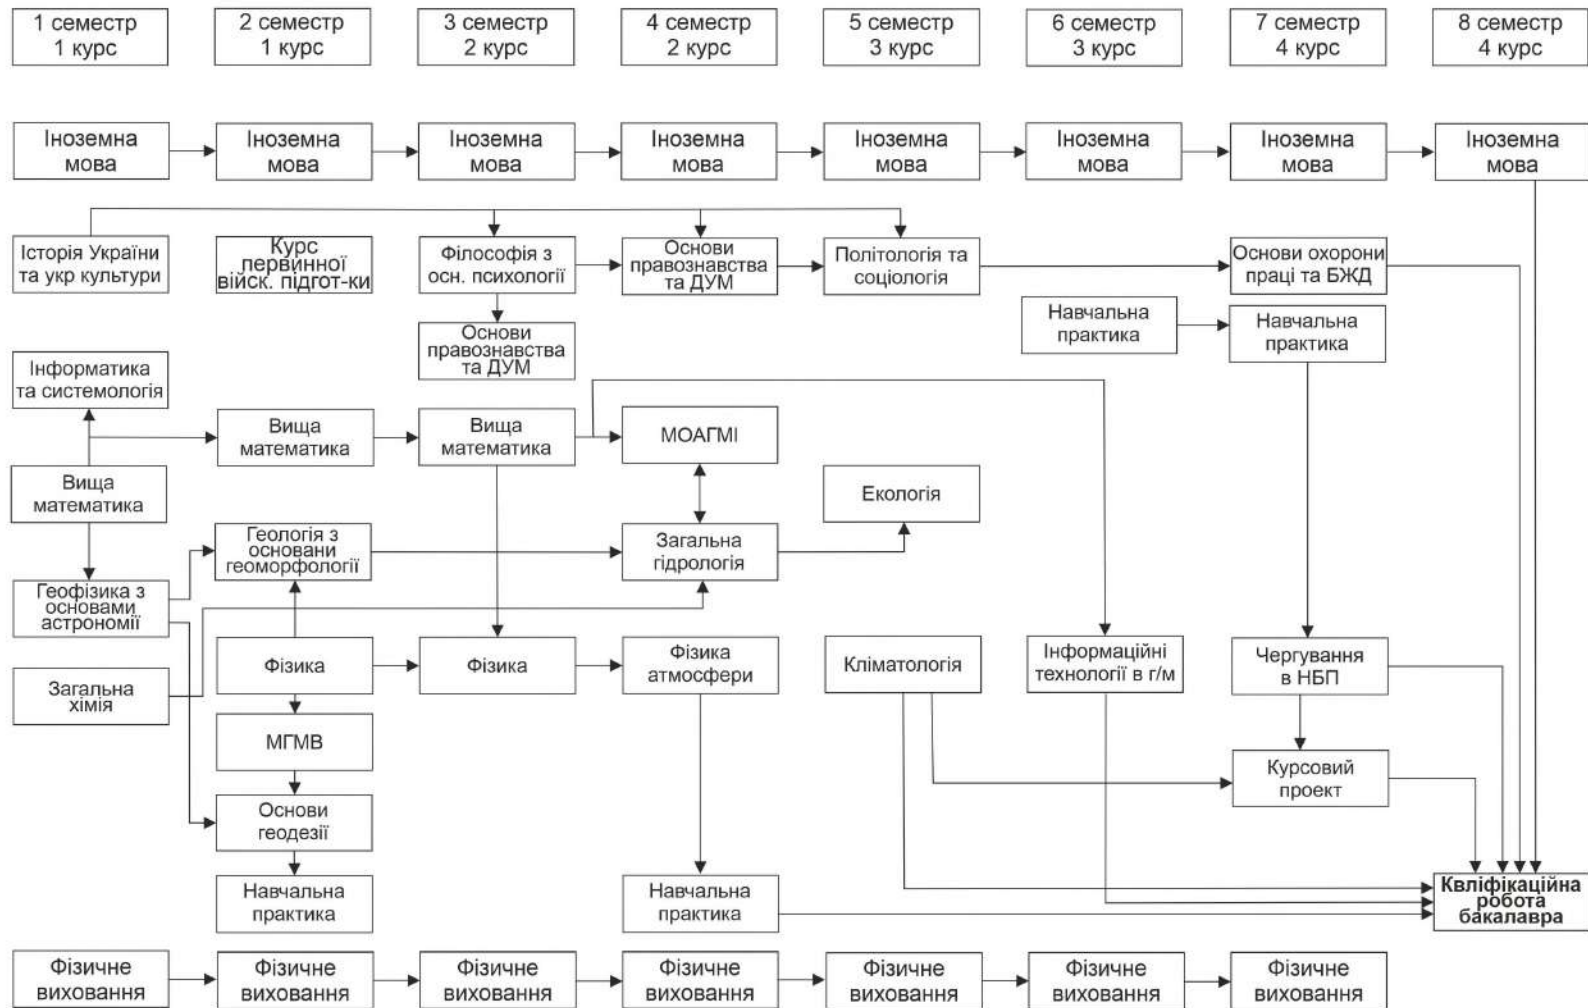 1 семестр
1 курс
2 семестр
1 курс
3 семестр
2 курс
4 семестр
2 курс
5 семестр
3 курс
6 семестр
3 курс
7 семестр
4 курс
8 семестр
4 курс
Іноземна
мова
Іноземна
мова
Іноземна
мова
Іноземна
мова
Іноземна
мова
Іноземна
мова
Іноземна
мова
Іноземна
мова
Історія України
та укр культури
Курс
первинної
війск. підгот-ки
Філософія з
осн. психології
Основи
правознавства
та ДУМ
Політологія та
соціологія
Основи охорони
праці та БЖД
Основи
правознавства
та ДУМ
Навчальна
практика
Навчальна
практика
Інформатика
та системологія
Вища
математика
Вища
математика
МОАГМІ
Вища
математика
Екологія
Геологія з
основани
геоморфології
Загальна
гідрологія
Геофізика з
основами
астрономії
Фізика
Фізика
Фізика
атмосфери
Кліматологія
Інформаційні
технології в г/м
Чергування
в НБП
Загальна
хімія
МГМВ
Курсовий
проект
Основи
геодезії
Навчальна
практика
Навчальна
практика
Квліфікаційна
робота
бакалавра
Фізичне
виховання
Фізичне
виховання
Фізичне
виховання
Фізичне
виховання
Фізичне
виховання
Фізичне
виховання
Фізичне
виховання